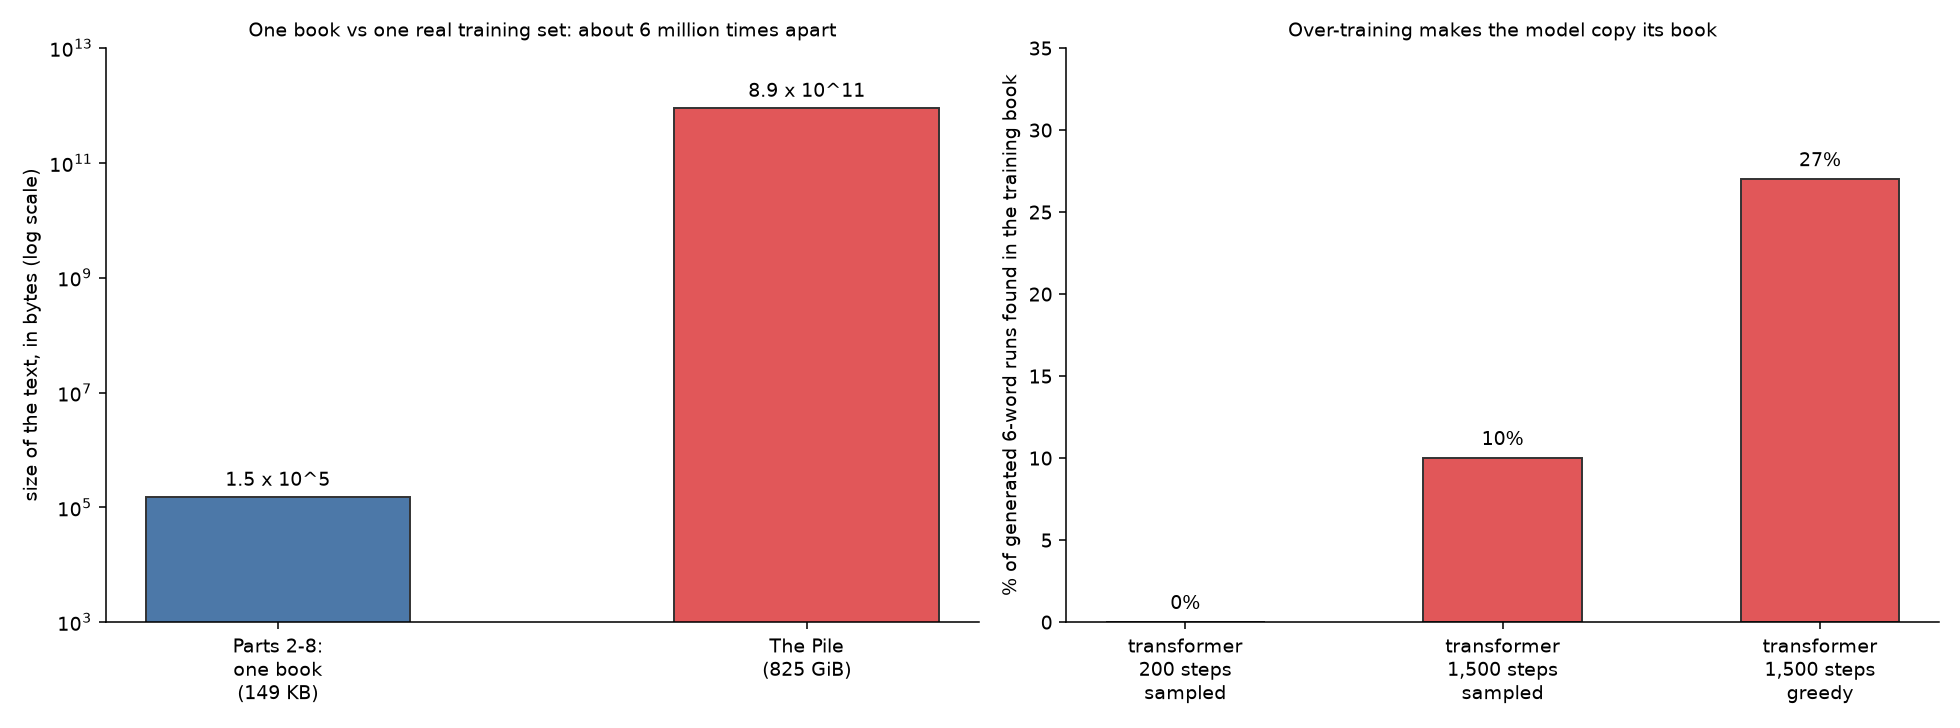 One book vs one real training set: about 6 million times apart
size of the text, in bytes (log scale)
10^13
10^11
10^9
10^7
10^5
10^3
1.5 x 10^5
8.9 x 10^11
Parts 2-8:
one book
(149 KB)
The Pile
(825 GiB)
Over-training makes the model copy its book
% of generated 6-word runs found in the training book
35
30
25
20
15
10
5
0
0%
10%
27%
transformer
200 steps
sampled
transformer
1,500 steps
sampled
transformer
1,500 steps
greedy